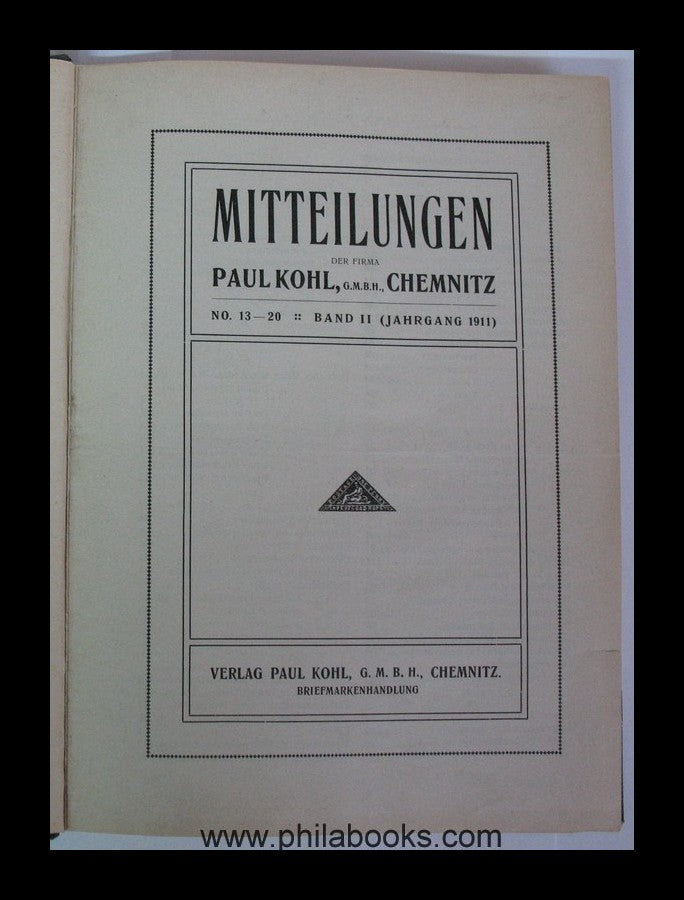 MITTEILUNGEN
DER FIRMA
PAUL KOHL, G.M.B.H., CHEMNITZ
NO. 13—20 :: BAND II (JAHRGANG 1911)
VERLAG PAUL KOHL, G. M. B. H., CHEMNITZ.
BRIEFMARKENHANDLUNG
www.philabooks.com